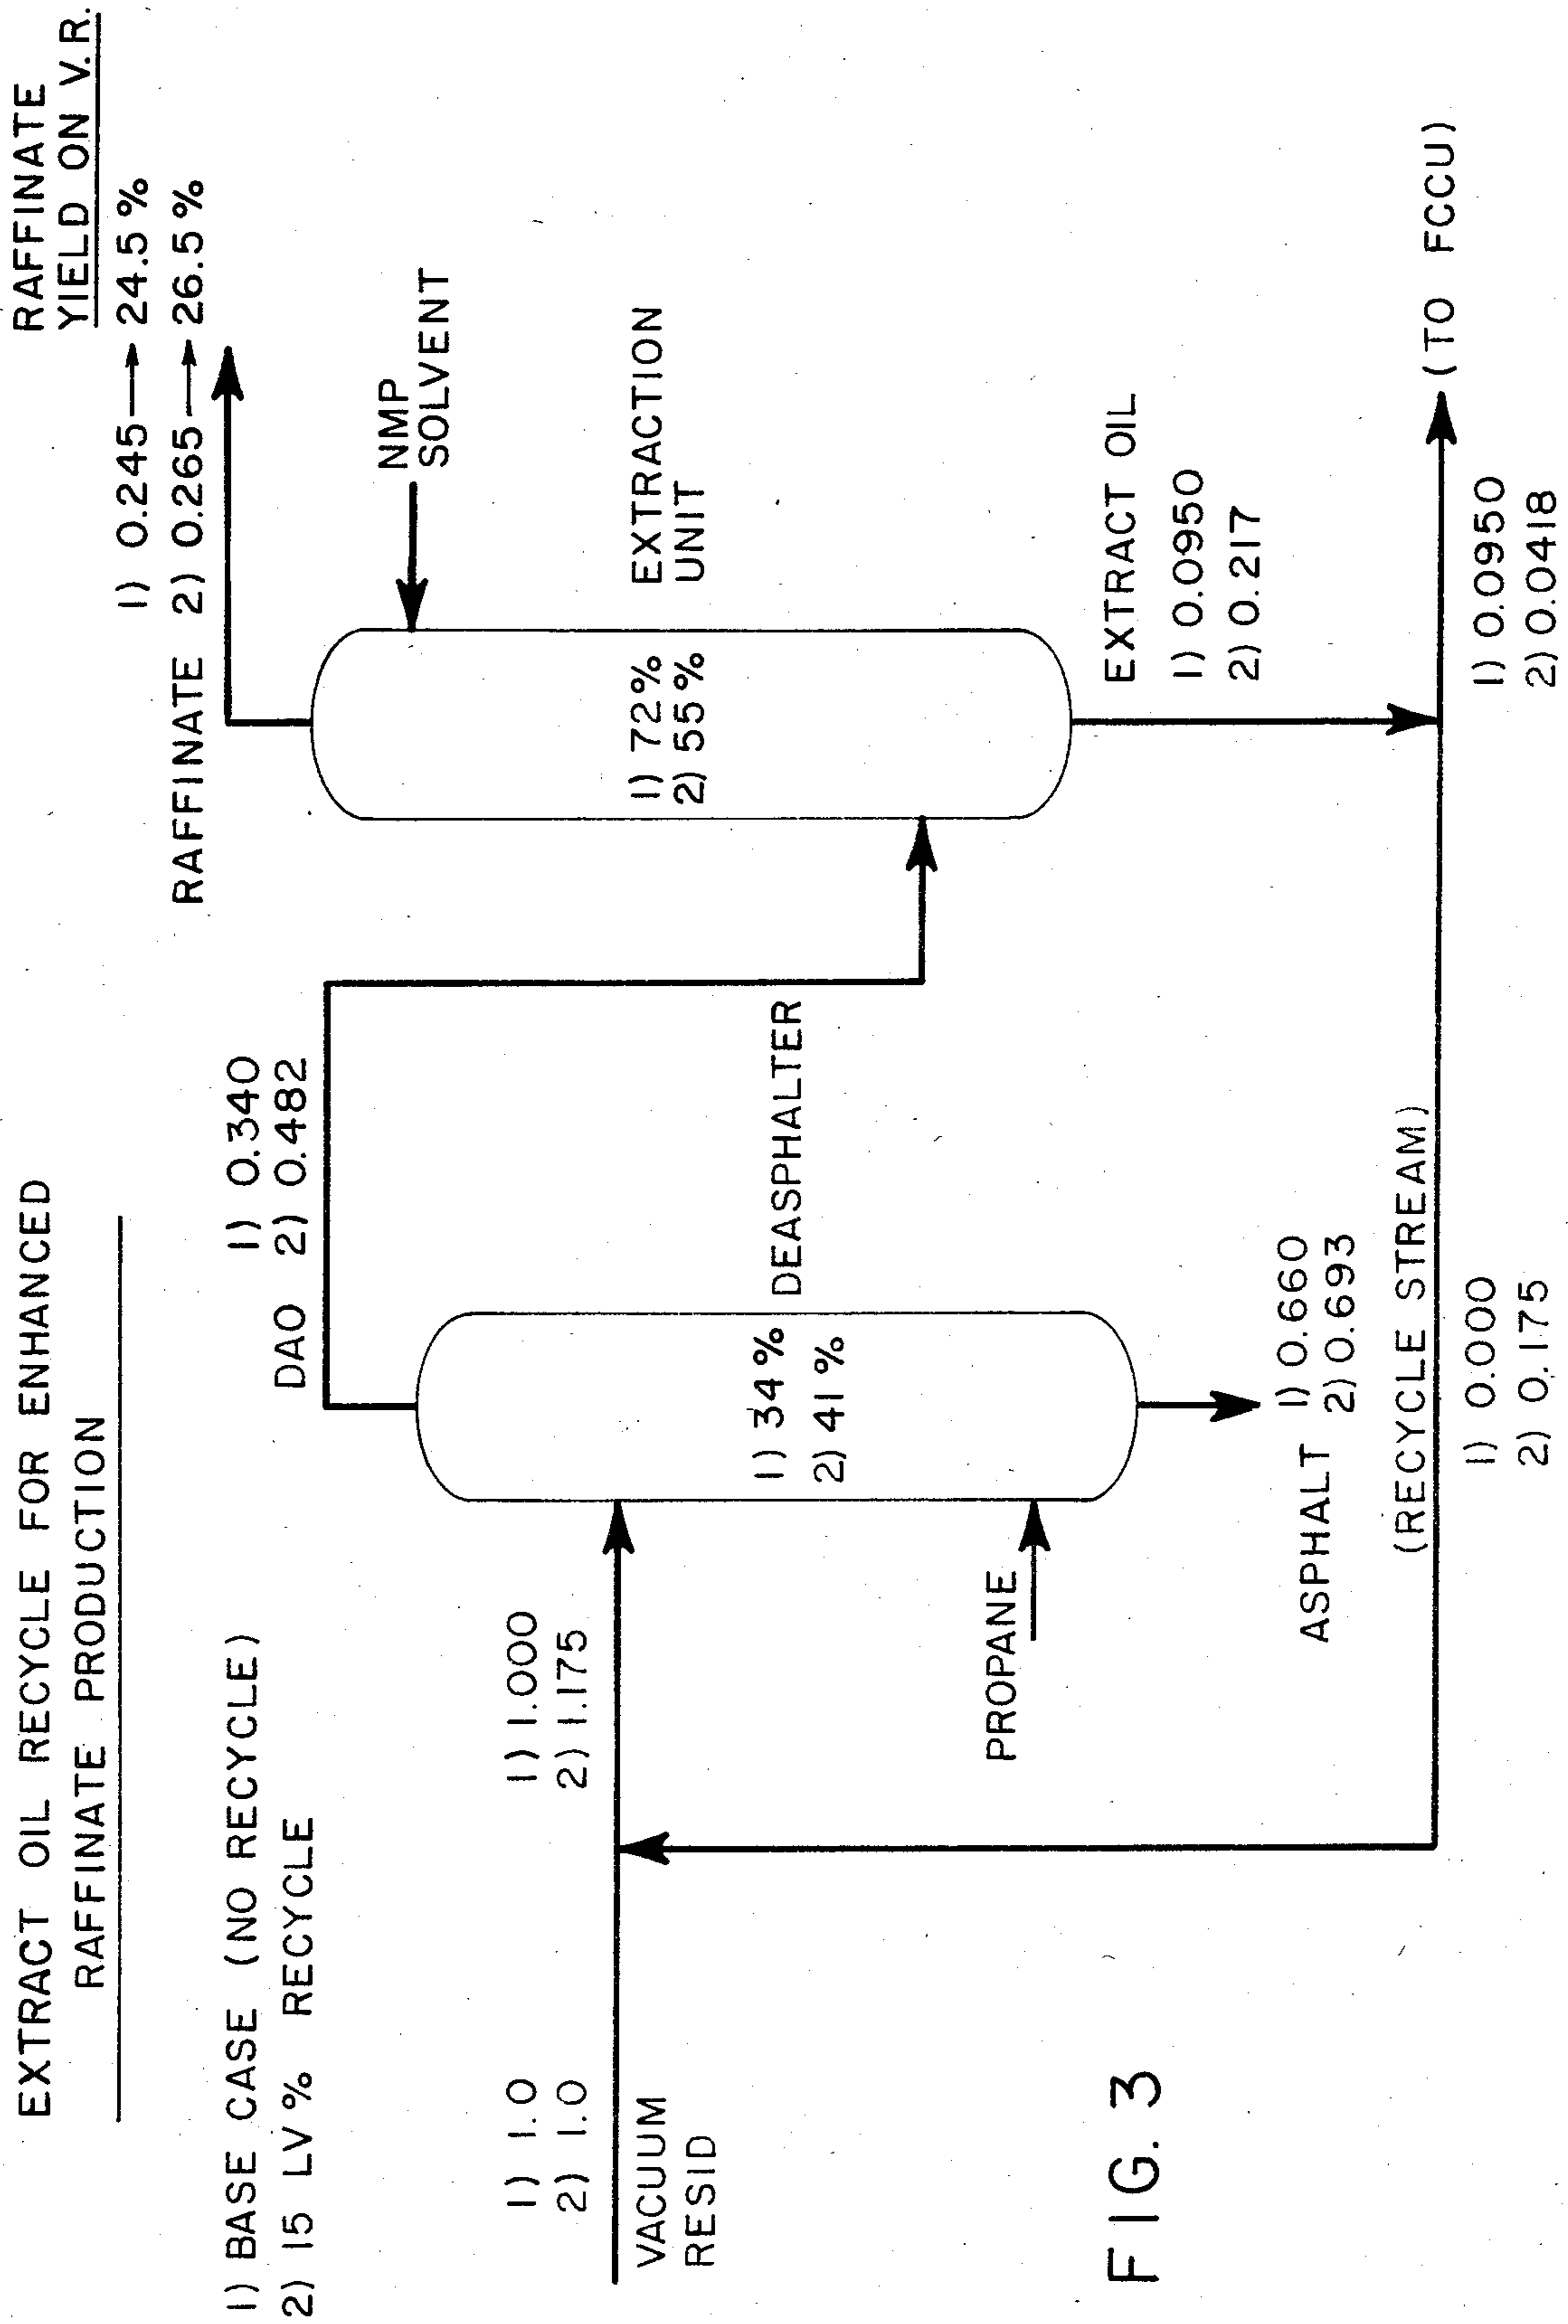 EXTRACT OIL RECYCLE FOR ENHANCED
RAFFINATE PRODUCTION
1) BASE CASE (NO RECYCLE)
2) 15 LV % RECYCLE
RAFFINATE
YIELD ON V.R.
1) 0.245 → 24.5 %
RAFFINATE 2) 0.265 → 26.5 %
1) 0.340
DAO 2) 0.482
NMP
SOLVENT
1) 1.0
2) 1.0
VACUUM
RESID
1) 1.000
2) 1.175
1) 34 %
2) 41 %
DEASPHALTER
1) 72 %
2) 55 %
EXTRACTION
UNIT
PROPANE
EXTRACT OIL
1) 0.0950
2) 0.217
ASPHALT 1) 0.660
2) 0.693
(RECYCLE STREAM)
1) 0.000
2) 0.175
(TO FCCU)
1) 0.0950
2) 0.0418
FIG. 3